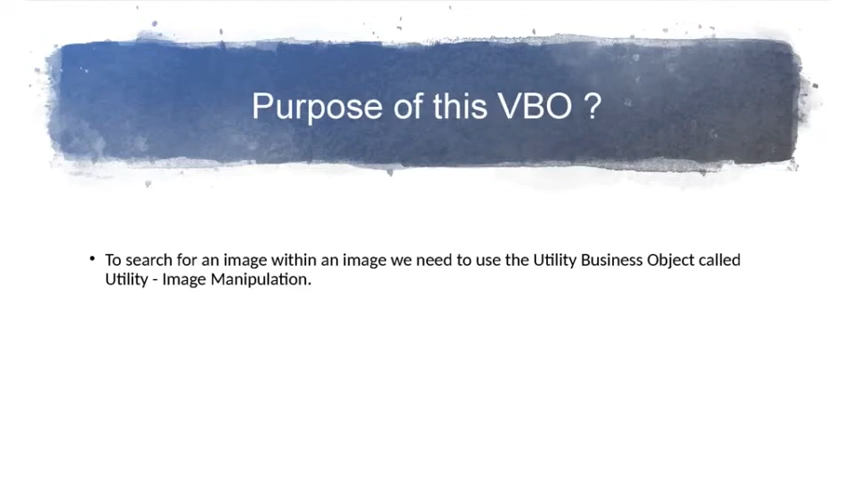 Purpose of this VBO ?
• To search for an image within an image we need to use the Utility Business Object called
Utility - Image Manipulation.